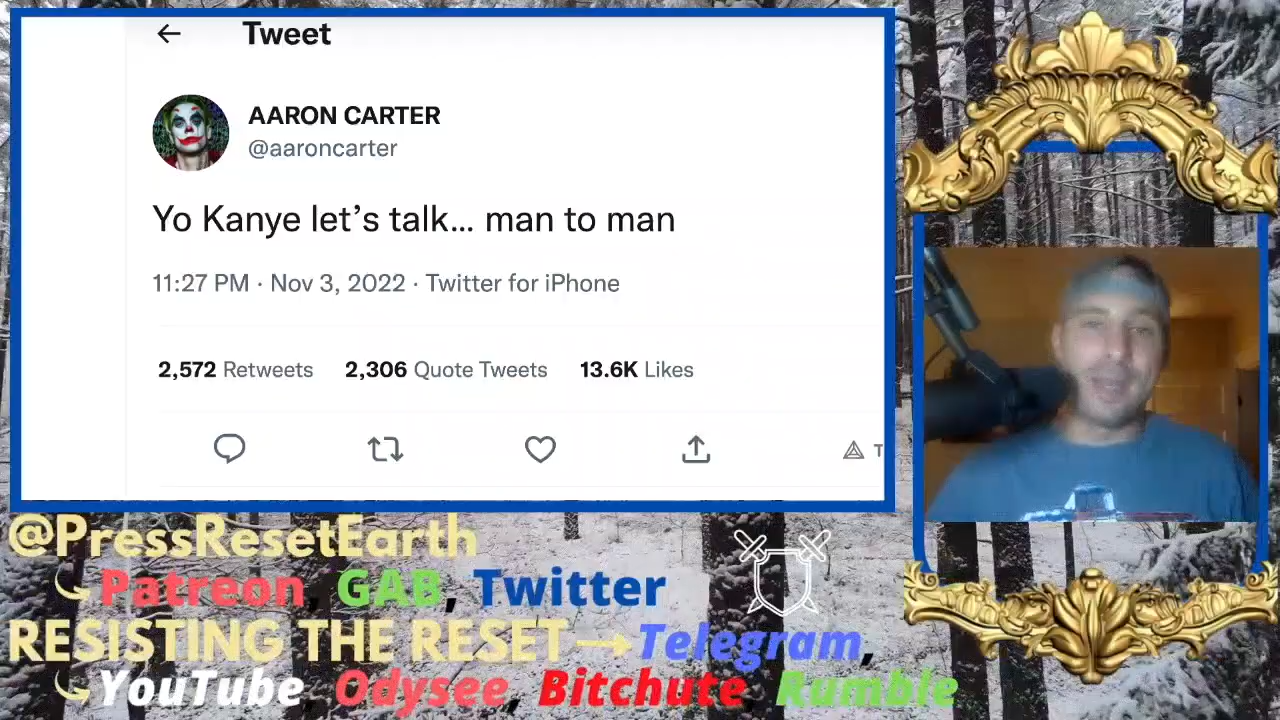 Tweet
AARON CARTER
@aaroncarter
Yo Kanye let’s talk... man to man
11:27 PM · Nov 3, 2022 · Twitter for iPhone
2,572 Retweets 2,306 Quote Tweets 13.6K Likes
T
@PressResetEarth
Patreon, GAB, Twitter
RESISTING THE RESET → Telegram,
YouTube, Odysee, Bitchute, Rumble